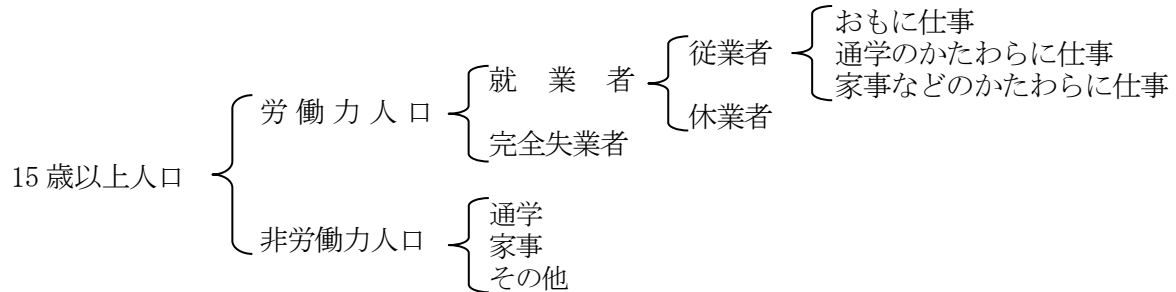 15 歳以上人口
労 働 力 人 口
就　業　者
従業者
おもに仕事
通学のかたわらに仕事
家事などのかたわらに仕事
休業者
完全失業者
非労働力人口
通学
家事
その他